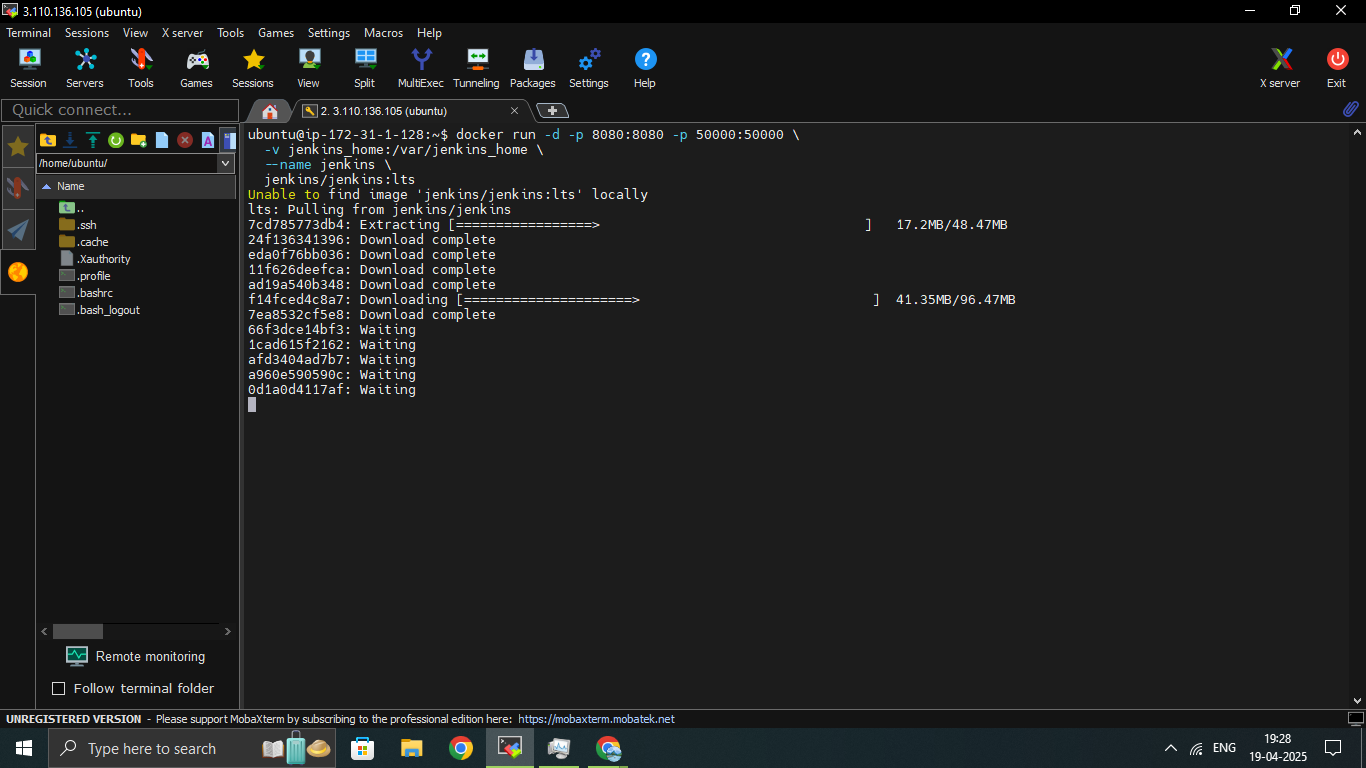 3.110.136.105 (ubuntu)
Terminal Sessions View X server Tools Games Settings Macros Help
Session Servers Tools Games Sessions View Split MultiExec Tunneling Packages Settings Help X server Exit
Quick connect...
2. 3.110.136.105 (ubuntu)
/home/ubuntu/
Name
..
.ssh
.cache
.Xauthority
.profile
.bashrc
.bash_logout
Remote monitoring
Follow terminal folder
ubuntu@ip-172-31-1-128:~$ docker run -d -p 8080:8080 -p 50000:50000 \
-v jenkins_home:/var/jenkins_home \
--name jenkins \
jenkins/jenkins:lts
Unable to find image 'jenkins/jenkins:lts' locally
lts: Pulling from jenkins/jenkins
7cd785773db4: Extracting [=================>                                 ]   17.2MB/48.47MB
24f136341396: Download complete
eda0f76bb036: Download complete
11f626deefca: Download complete
ad19a540b348: Download complete
f14fced4c8a7: Downloading [=====================>                             ]  41.35MB/96.47MB
7ea8532cf5e8: Download complete
66f3dce14bf3: Waiting
1cad615f2162: Waiting
afd3404ad7b7: Waiting
a960e590590c: Waiting
0d1a0d4117af: Waiting
UNREGISTERED VERSION - Please support MobaXterm by subscribing to the professional edition here: https://mobaxterm.mobatek.net
Type here to search
ENG
19:28
19-04-2025